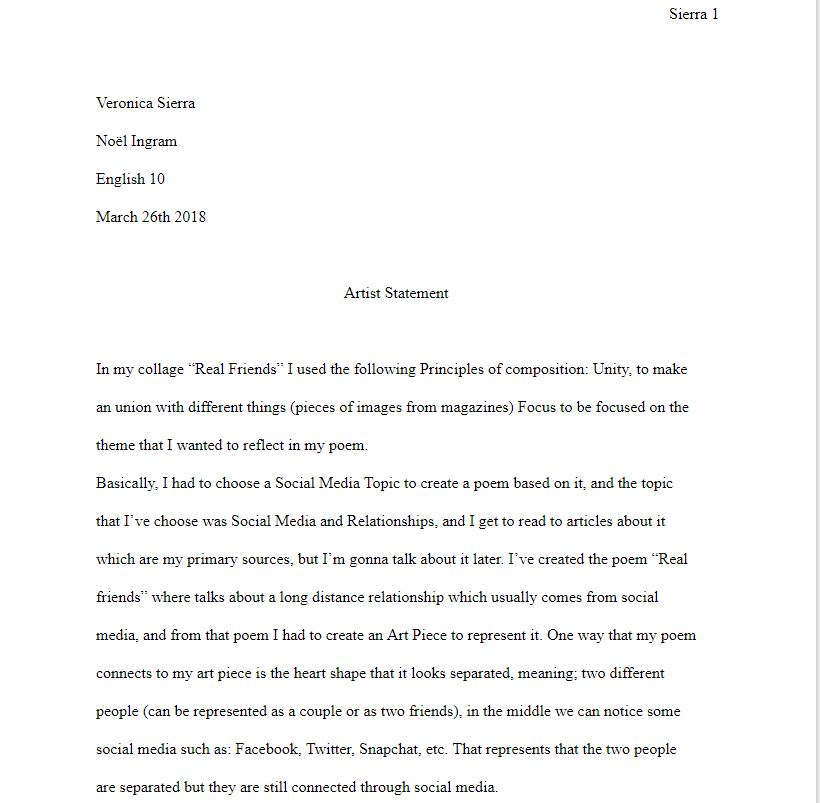 Sierra 1
Veronica Sierra
Noël Ingram
English 10
March 26th 2018
Artist Statement
In my collage “Real Friends” I used the following Principles of composition: Unity, to make
an union with different things (pieces of images from magazines) Focus to be focused on the
theme that I wanted to reflect in my poem.
Basically, I had to choose a Social Media Topic to create a poem based on it, and the topic
that I’ve choose was Social Media and Relationships, and I get to read to articles about it
which are my primary sources, but I’m gonna talk about it later. I’ve created the poem “Real
friends” where talks about a long distance relationship which usually comes from social
media, and from that poem I had to create an Art Piece to represent it. One way that my poem
connects to my art piece is the heart shape that it looks separated, meaning; two different
people (can be represented as a couple or as two friends), in the middle we can notice some
social media such as: Facebook, Twitter, Snapchat, etc. That represents that the two people
are separated but they are still connected through social media.